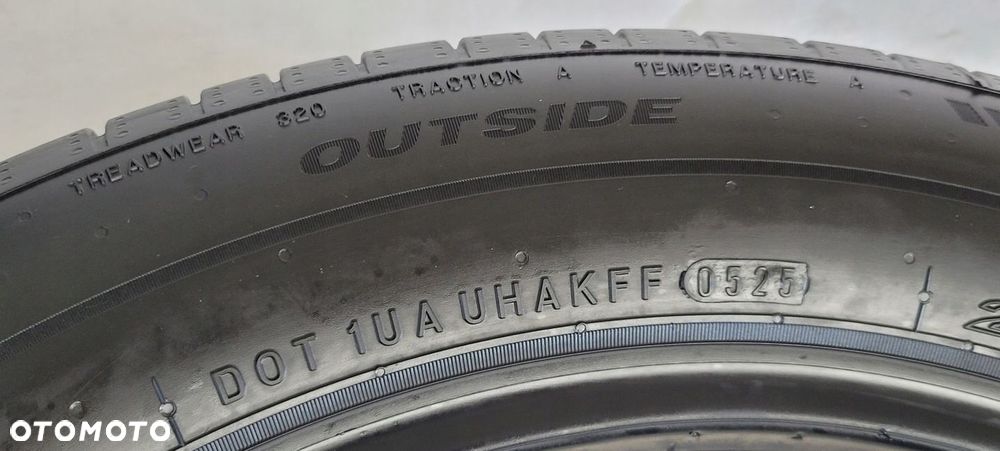 TREADWEAR 320 TRACTION A TEMPERATURE A
OUTSIDE
DOT 1UA UHAKFF 0525
OTOMOTO